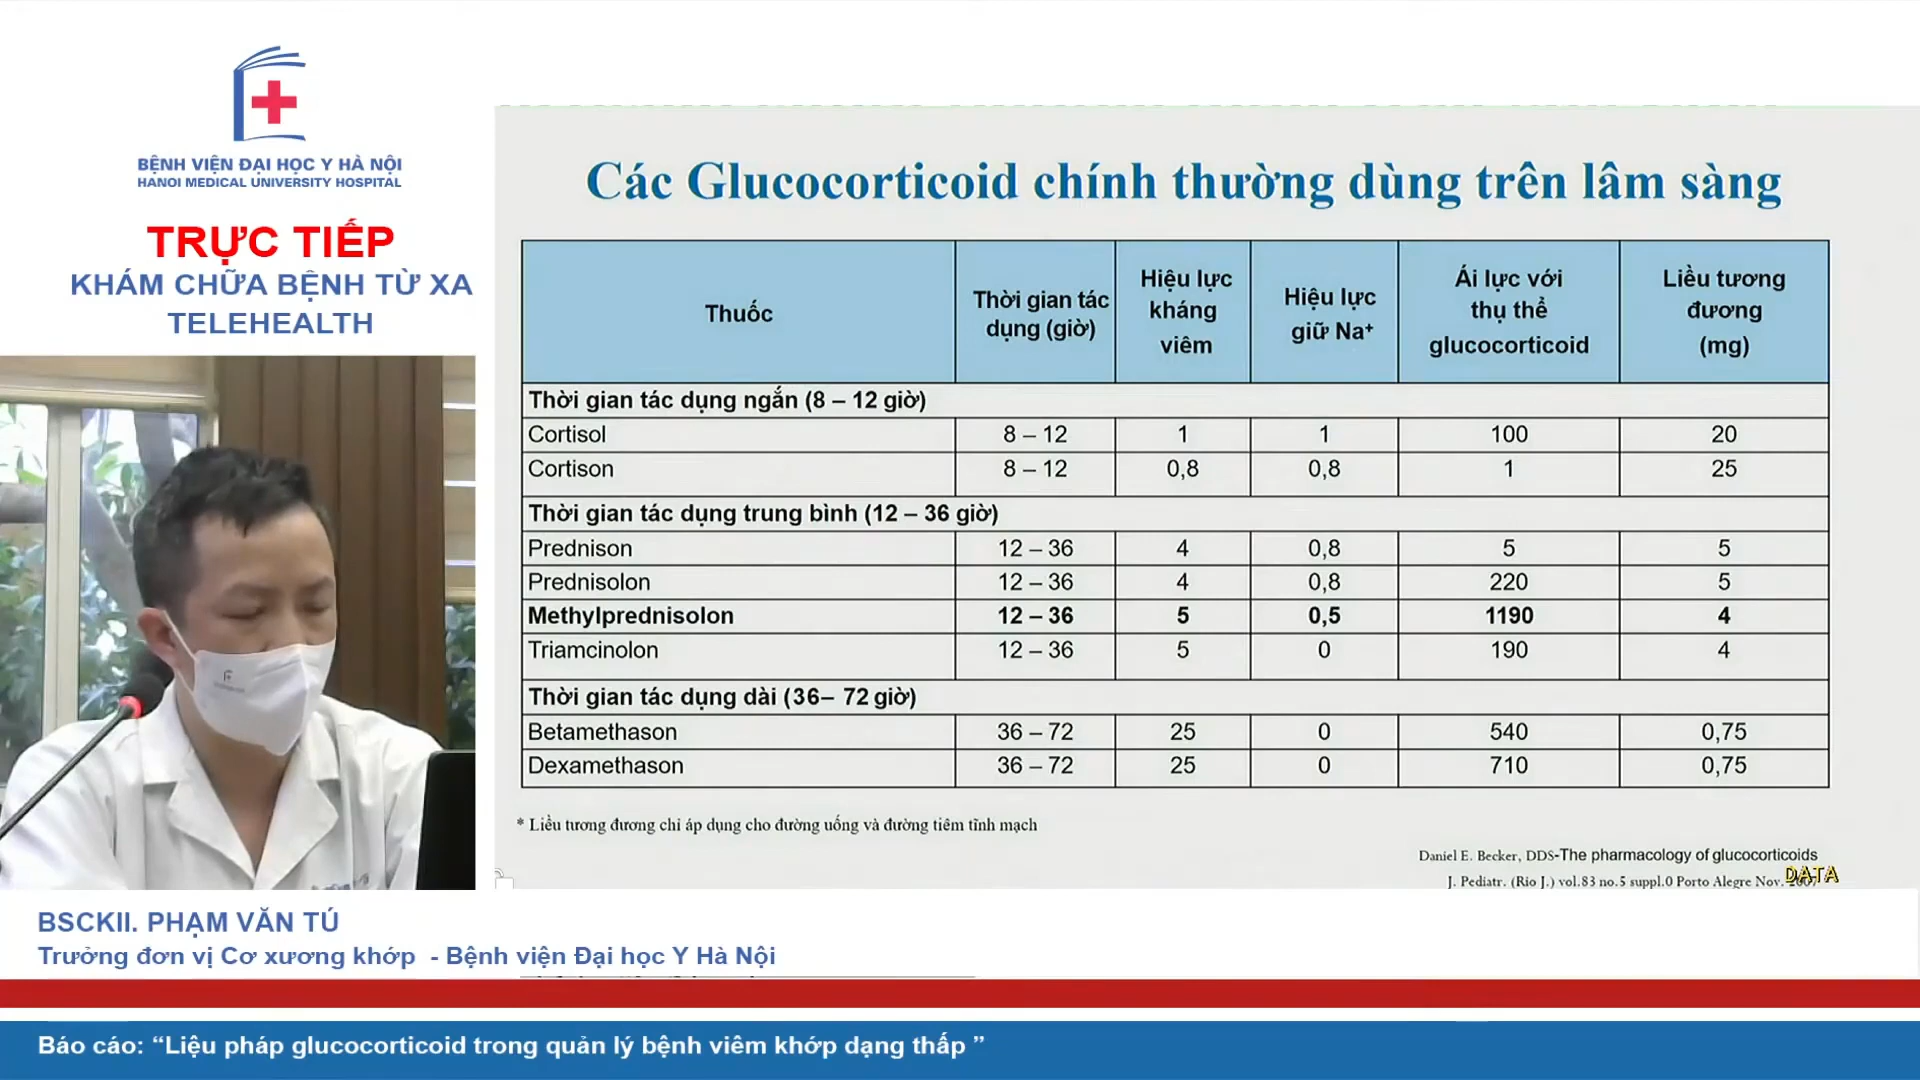 BỆNH VIỆN ĐẠI HỌC Y HÀ NỘI
HANOI MEDICAL UNIVERSITY HOSPITAL
TRỰC TIẾP
KHÁM CHỮA BỆNH TỪ XA
TELEHEALTH
Các Glucocorticoid chính thường dùng trên lâm sàng
Thuốc | Thời gian tác dụng (giờ) | Hiệu lực kháng viêm | Hiệu lực giữ Na⁺ | Ái lực với thụ thể glucocorticoid | Liều tương đương (mg)
Thời gian tác dụng ngắn (8 – 12 giờ)
Cortisol | 8 – 12 | 1 | 1 | 100 | 20
Cortison | 8 – 12 | 0,8 | 0,8 | 1 | 25
Thời gian tác dụng trung bình (12 – 36 giờ)
Prednison | 12 – 36 | 4 | 0,8 | 5 | 5
Prednisolon | 12 – 36 | 4 | 0,8 | 220 | 5
Methylprednisolon | 12 – 36 | 5 | 0,5 | 1190 | 4
Triamcinolon | 12 – 36 | 5 | 0 | 190 | 4
Thời gian tác dụng dài (36– 72 giờ)
Betamethason | 36 – 72 | 25 | 0 | 540 | 0,75
Dexamethason | 36 – 72 | 25 | 0 | 710 | 0,75
* Liều tương đương chỉ áp dụng cho đường uống và đường tiêm tĩnh mạch
Daniel E. Becker, DDS-The pharmacology of glucocorticoids
J. Pediatr. (Rio J.) vol.83 no.5 suppl.0 Porto Alegre Nov.
DATA
BSCKII. PHẠM VĂN TÚ
Trưởng đơn vị Cơ xương khớp - Bệnh viện Đại học Y Hà Nội
Báo cáo: “Liệu pháp glucocorticoid trong quản lý bệnh viêm khớp dạng thấp ”